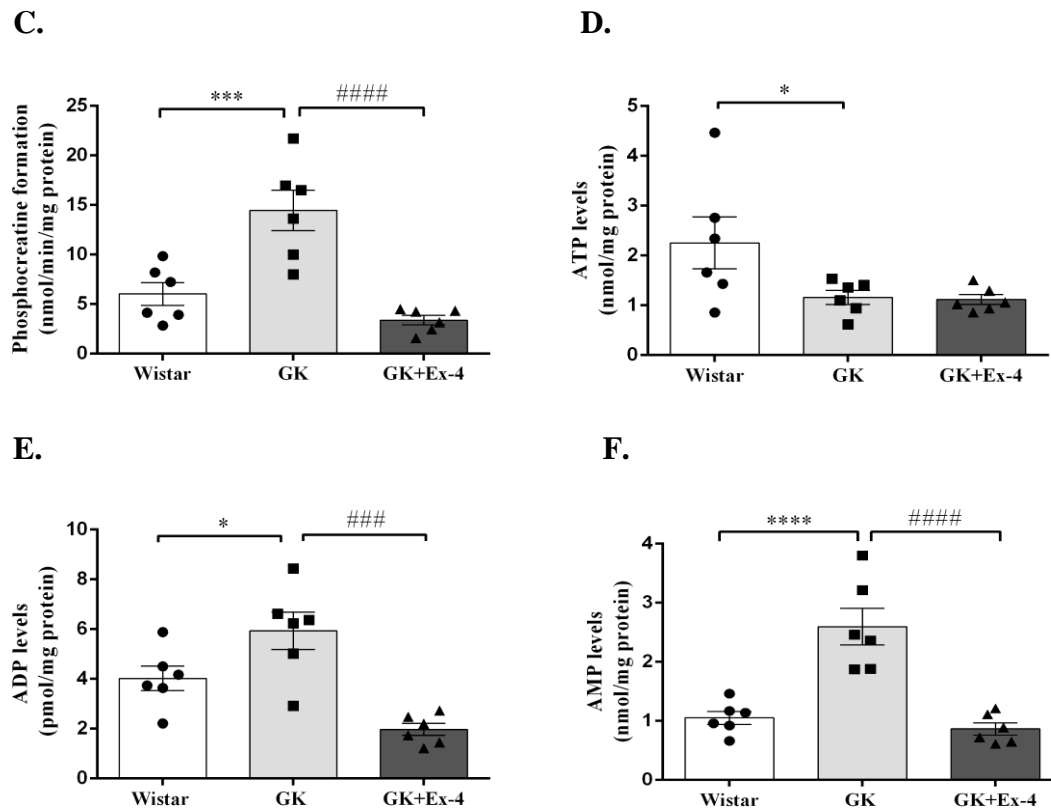 C.
D.
***
####
Phosphocreatine formation
(nmol/min/mg protein)
25
20
15
10
5
0
Wistar
GK
GK+Ex-4
*
ATP levels
(nmol/mg protein)
5
4
3
2
1
0
Wistar
GK
GK+Ex-4
E.
F.
*
###
ADP levels
(pmol/mg protein)
10
8
6
4
2
0
Wistar
GK
GK+Ex-4
****
####
AMP levels
(nmol/mg protein)
4
3
2
1
0
Wistar
GK
GK+Ex-4